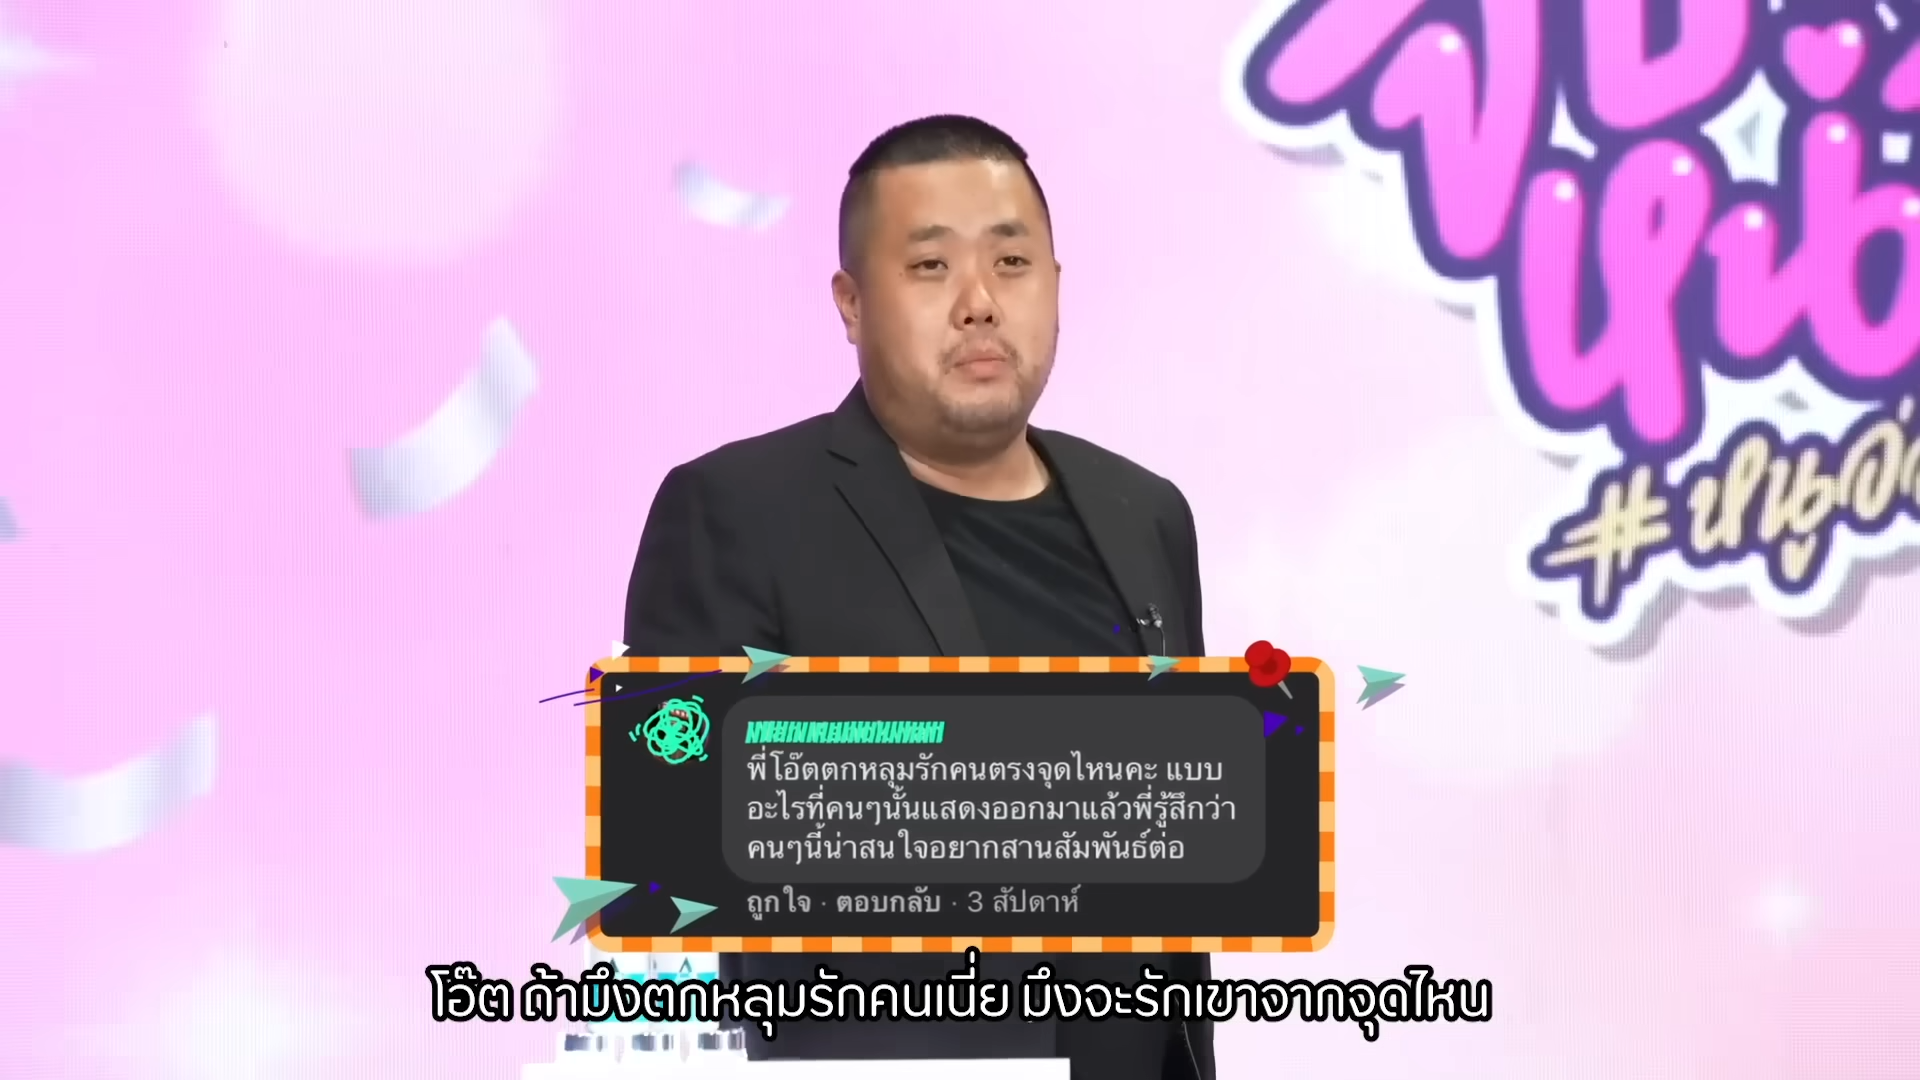 #หนู
พี่โอ๊ตตกหลุมรักคนตรงจุดไหนคะ แบบ
อะไรที่คนๆนั้นแสดงออกมาแล้วพี่รู้สึกว่า
คนๆนี้น่าสนใจอยากสานสัมพันธ์ต่อ
ถูกใจ · ตอบกลับ · 3 สัปดาห์
โอ๊ต ถ้ามึงตกหลุมรักคนเนี่ย มึงจะรักเขาจากจุดไหน